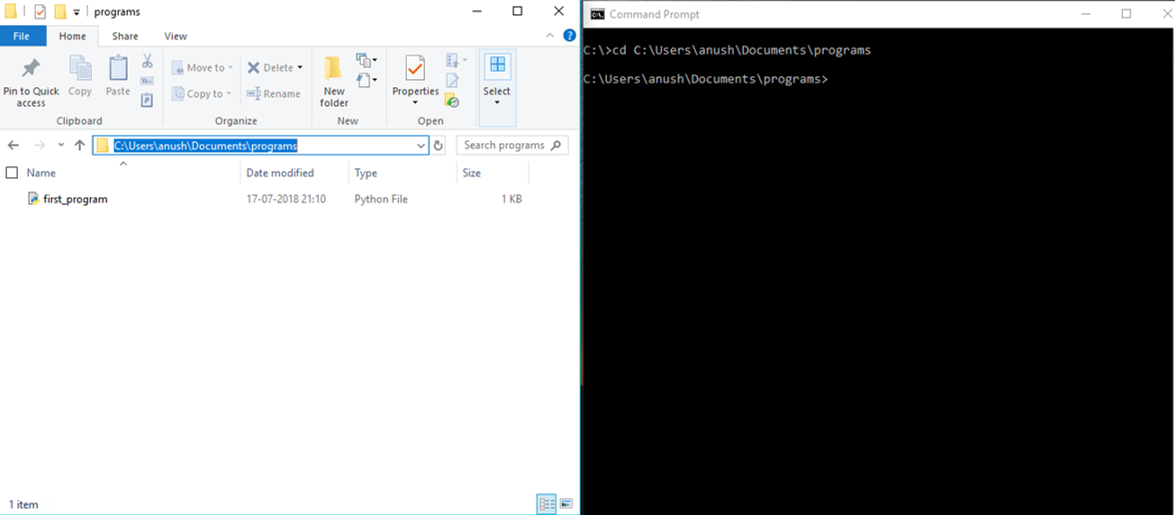 programs
File Home Share View
Pin to Quick access
Copy
Paste
Clipboard
Move to
Copy to
Delete
Rename
Organize
New folder
New
Properties
Open
Select
C:\Users\anush\Documents\programs
Search programs
Name Date modified Type Size
first_program 17-07-2018 21:10 Python File 1 KB
1 item
Command Prompt
C:\>cd C:\Users\anush\Documents\programs
C:\Users\anush\Documents\programs>